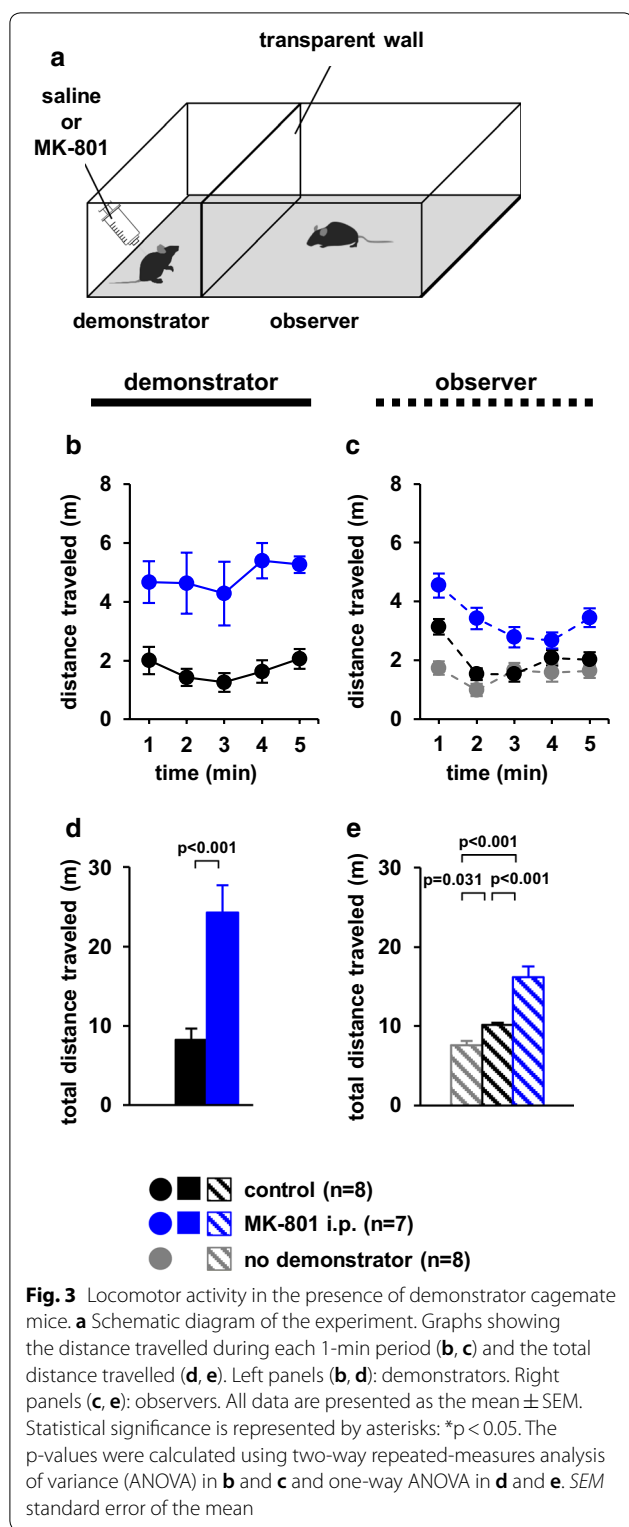 a
transparent wall
saline
or
MK-801
demonstrator observer
demonstrator observer
b c
distance traveled (m)
8
6
4
2
0
1 2 3 4 5
time (min)
distance traveled (m)
8
6
4
2
0
1 2 3 4 5
time (min)
d e
total distance traveled (m)
30
20
10
0
p<0.001
total distance traveled (m)
30
20
10
0
p<0.001
p=0.031 p<0.001
control (n=8)
MK-801 i.p. (n=7)
no demonstrator (n=8)
Fig. 3 Locomotor activity in the presence of demonstrator cagemate
mice. a Schematic diagram of the experiment. Graphs showing
the distance travelled during each 1-min period (b, c) and the total
distance travelled (d, e). Left panels (b, d): demonstrators. Right
panels (c, e): observers. All data are presented as the mean ± SEM.
Statistical significance is represented by asterisks: *p < 0.05. The
p-values were calculated using two-way repeated-measures analysis
of variance (ANOVA) in b and c and one-way ANOVA in d and e. SEM
standard error of the mean